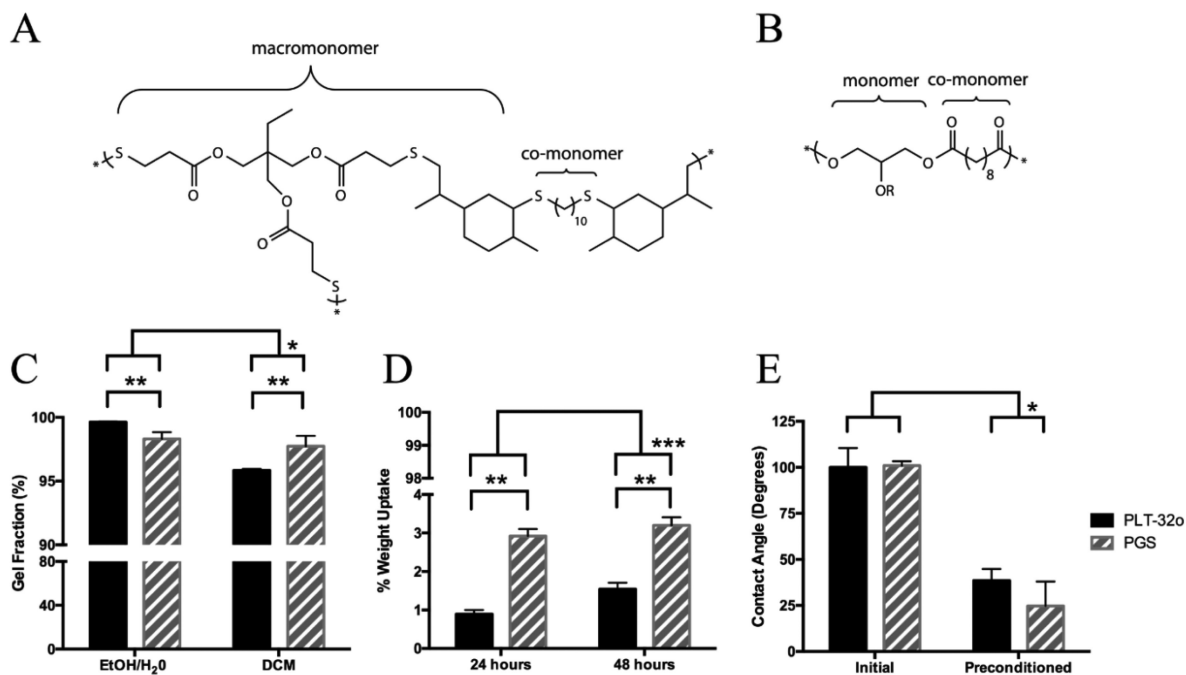 A
macromonomer
* S O O S *
O O
co-monomer
S S
10
O
O
S
*
B
monomer co-monomer
O O
* O O * 
OR 8
C
* 
** **
Gel Fraction (%)
100
95
90
80
40
0
EtOH/H20 DCM
D
***
** **
% Weight Uptake
100
99
98
4
3
2
1
0
24 hours 48 hours
E
*
Contact Angle (Degrees)
125
100
75
50
25
0
Initial Preconditioned
PLT-32o
PGS